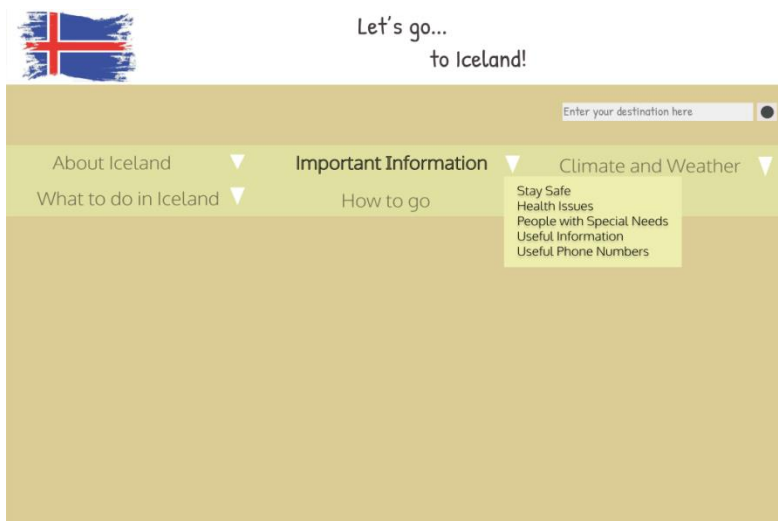 Let's go...
to Iceland!
Enter your destination here
About Iceland
Important Information
Climate and Weather
What to do in Iceland
How to go
Stay Safe
Health Issues
People with Special Needs
Useful Information
Useful Phone Numbers